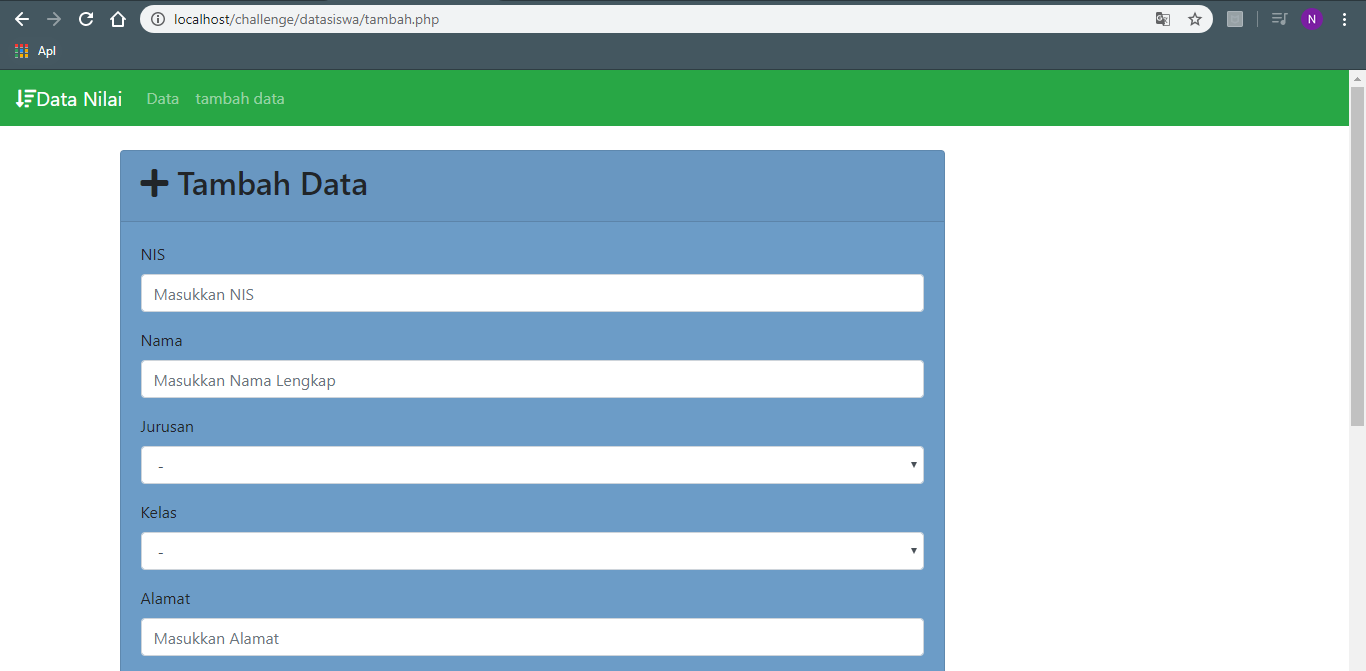 localhost/challenge/datasiswa/tambah.php
N
Apl
Data Nilai Data tambah data
Tambah Data
NIS
Masukkan NIS
Nama
Masukkan Nama Lengkap
Jurusan
-
Kelas
-
Alamat
Masukkan Alamat